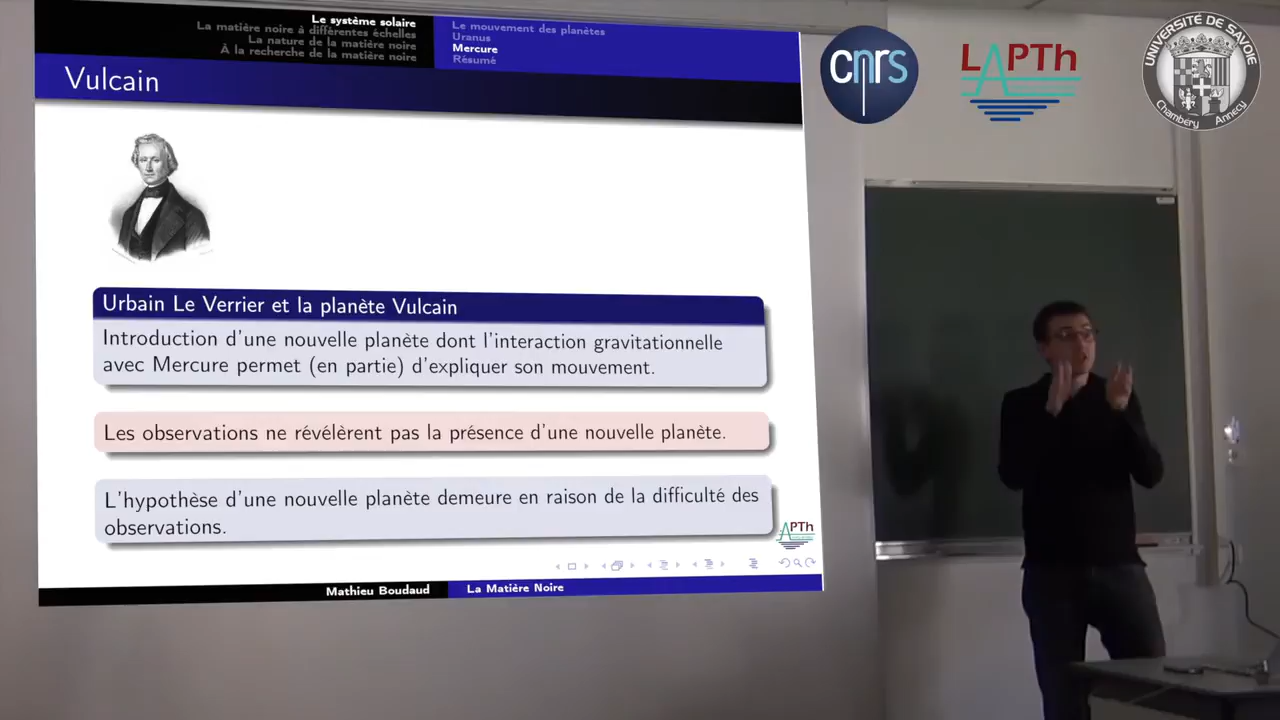 Le système solaire
La matière noire à différentes échelles
La nature de la matière noire
À la recherche de la matière noire
Le mouvement des planètes
Uranus
Mercure
Résumé
Vulcain
Urbain Le Verrier et la planète Vulcain
Introduction d'une nouvelle planète dont l'interaction gravitationnelle
avec Mercure permet (en partie) d'expliquer son mouvement.
Les observations ne révélèrent pas la présence d'une nouvelle planète.
L'hypothèse d'une nouvelle planète demeure en raison de la difficulté des
observations.
LAPTh
Mathieu Boudaud
La Matière Noire
cnrs
LAPTh
UNIVERSITÉ DE SAVOIE
Chambéry Annecy